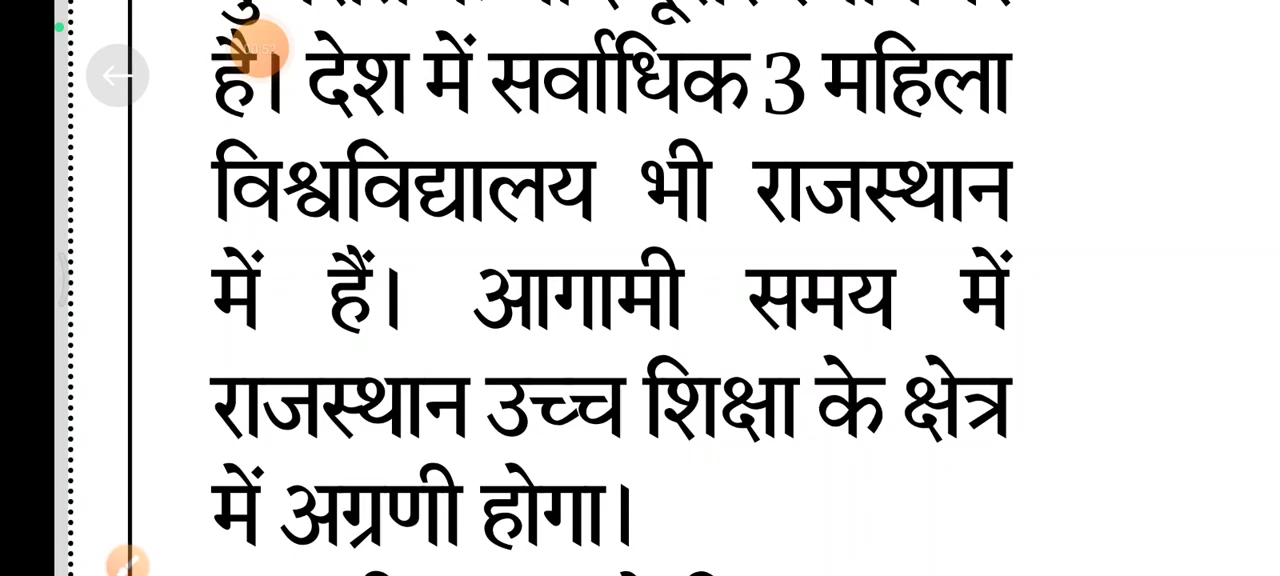 है। देश में सर्वाधिक 3 महिला
विश्वविद्यालय भी राजस्थान
में हैं। आगामी समय में
राजस्थान उच्च शिक्षा के क्षेत्र
में अग्रणी होगा।